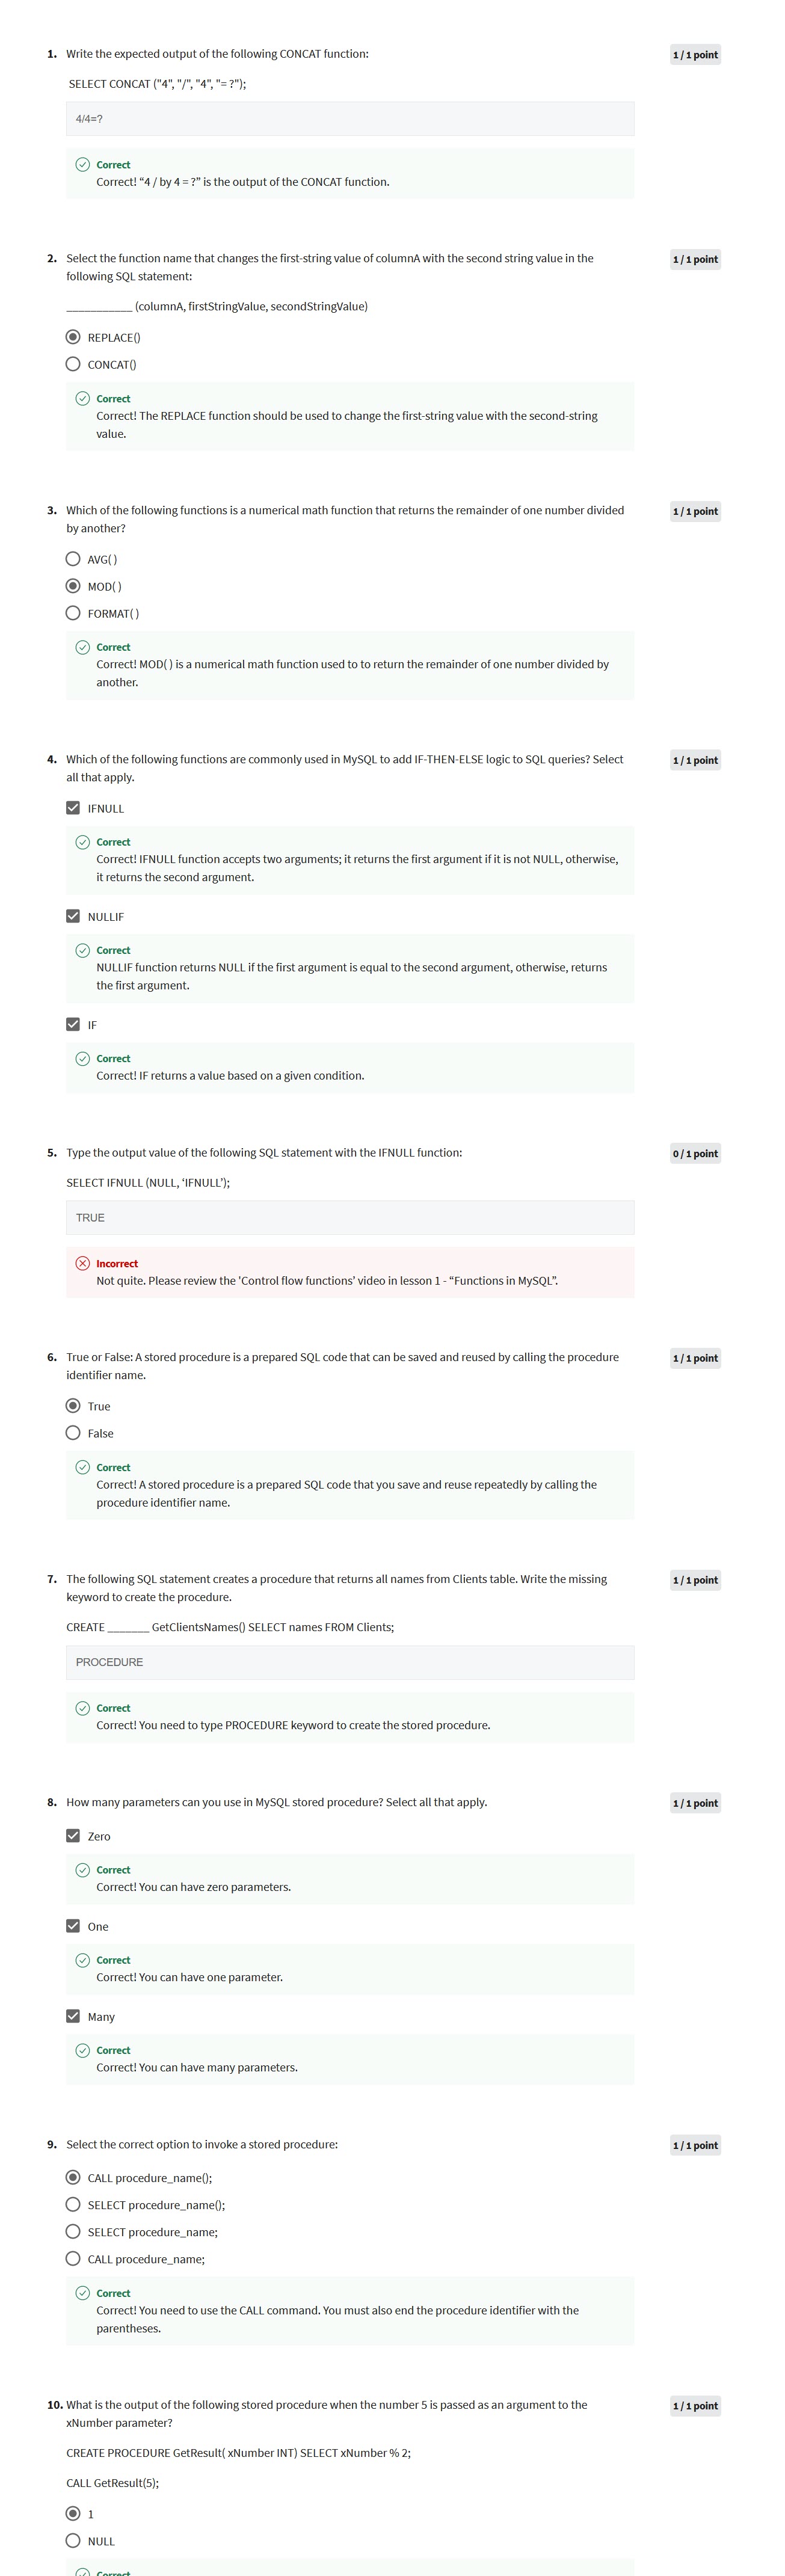 1. Write the expected output of the following CONCAT function:
1 / 1 point
SELECT CONCAT ("4", "/", "4", "= ?");
4/4=?
Correct
Correct! “4 / by 4 = ?” is the output of the CONCAT function.
2. Select the function name that changes the first-string value of columnA with the second string value in the
following SQL statement:
1 / 1 point
___________ (columnA, firstStringValue, secondStringValue)
REPLACE()
CONCAT()
Correct
Correct! The REPLACE function should be used to change the first-string value with the second-string
value.
3. Which of the following functions is a numerical math function that returns the remainder of one number divided
by another?
1 / 1 point
AVG( )
MOD( )
FORMAT( )
Correct
Correct! MOD( ) is a numerical math function used to to return the remainder of one number divided by
another.
4. Which of the following functions are commonly used in MySQL to add IF-THEN-ELSE logic to SQL queries? Select
all that apply.
1 / 1 point
IFNULL
Correct
Correct! IFNULL function accepts two arguments; it returns the first argument if it is not NULL, otherwise,
it returns the second argument.
NULLIF
Correct
NULLIF function returns NULL if the first argument is equal to the second argument, otherwise, returns
the first argument.
IF
Correct
Correct! IF returns a value based on a given condition.
5. Type the output value of the following SQL statement with the IFNULL function:
0 / 1 point
SELECT IFNULL (NULL, ‘IFNULL’);
TRUE
Incorrect
Not quite. Please review the 'Control flow functions’ video in lesson 1 - “Functions in MySQL”.
6. True or False: A stored procedure is a prepared SQL code that can be saved and reused by calling the procedure
identifier name.
1 / 1 point
True
False
Correct
Correct! A stored procedure is a prepared SQL code that you save and reuse repeatedly by calling the
procedure identifier name.
7. The following SQL statement creates a procedure that returns all names from Clients table. Write the missing
keyword to create the procedure.
1 / 1 point
CREATE _______ GetClientsNames() SELECT names FROM Clients;
PROCEDURE
Correct
Correct! You need to type PROCEDURE keyword to create the stored procedure.
8. How many parameters can you use in MySQL stored procedure? Select all that apply.
1 / 1 point
Zero
Correct
Correct! You can have zero parameters.
One
Correct
Correct! You can have one parameter.
Many
Correct
Correct! You can have many parameters.
9. Select the correct option to invoke a stored procedure:
1 / 1 point
CALL procedure_name();
SELECT procedure_name();
SELECT procedure_name;
CALL procedure_name;
Correct
Correct! You need to use the CALL command. You must also end the procedure identifier with the
parentheses.
10. What is the output of the following stored procedure when the number 5 is passed as an argument to the
xNumber parameter?
1 / 1 point
CREATE PROCEDURE GetResult( xNumber INT) SELECT xNumber % 2;
CALL GetResult(5);
1
NULL
Correct